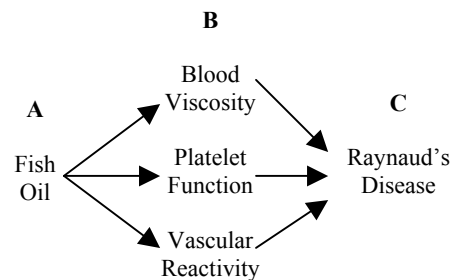 B
Blood
Viscosity
A
C
Fish
Oil
Platelet
Function
Raynaud's
Disease
Vascular
Reactivity